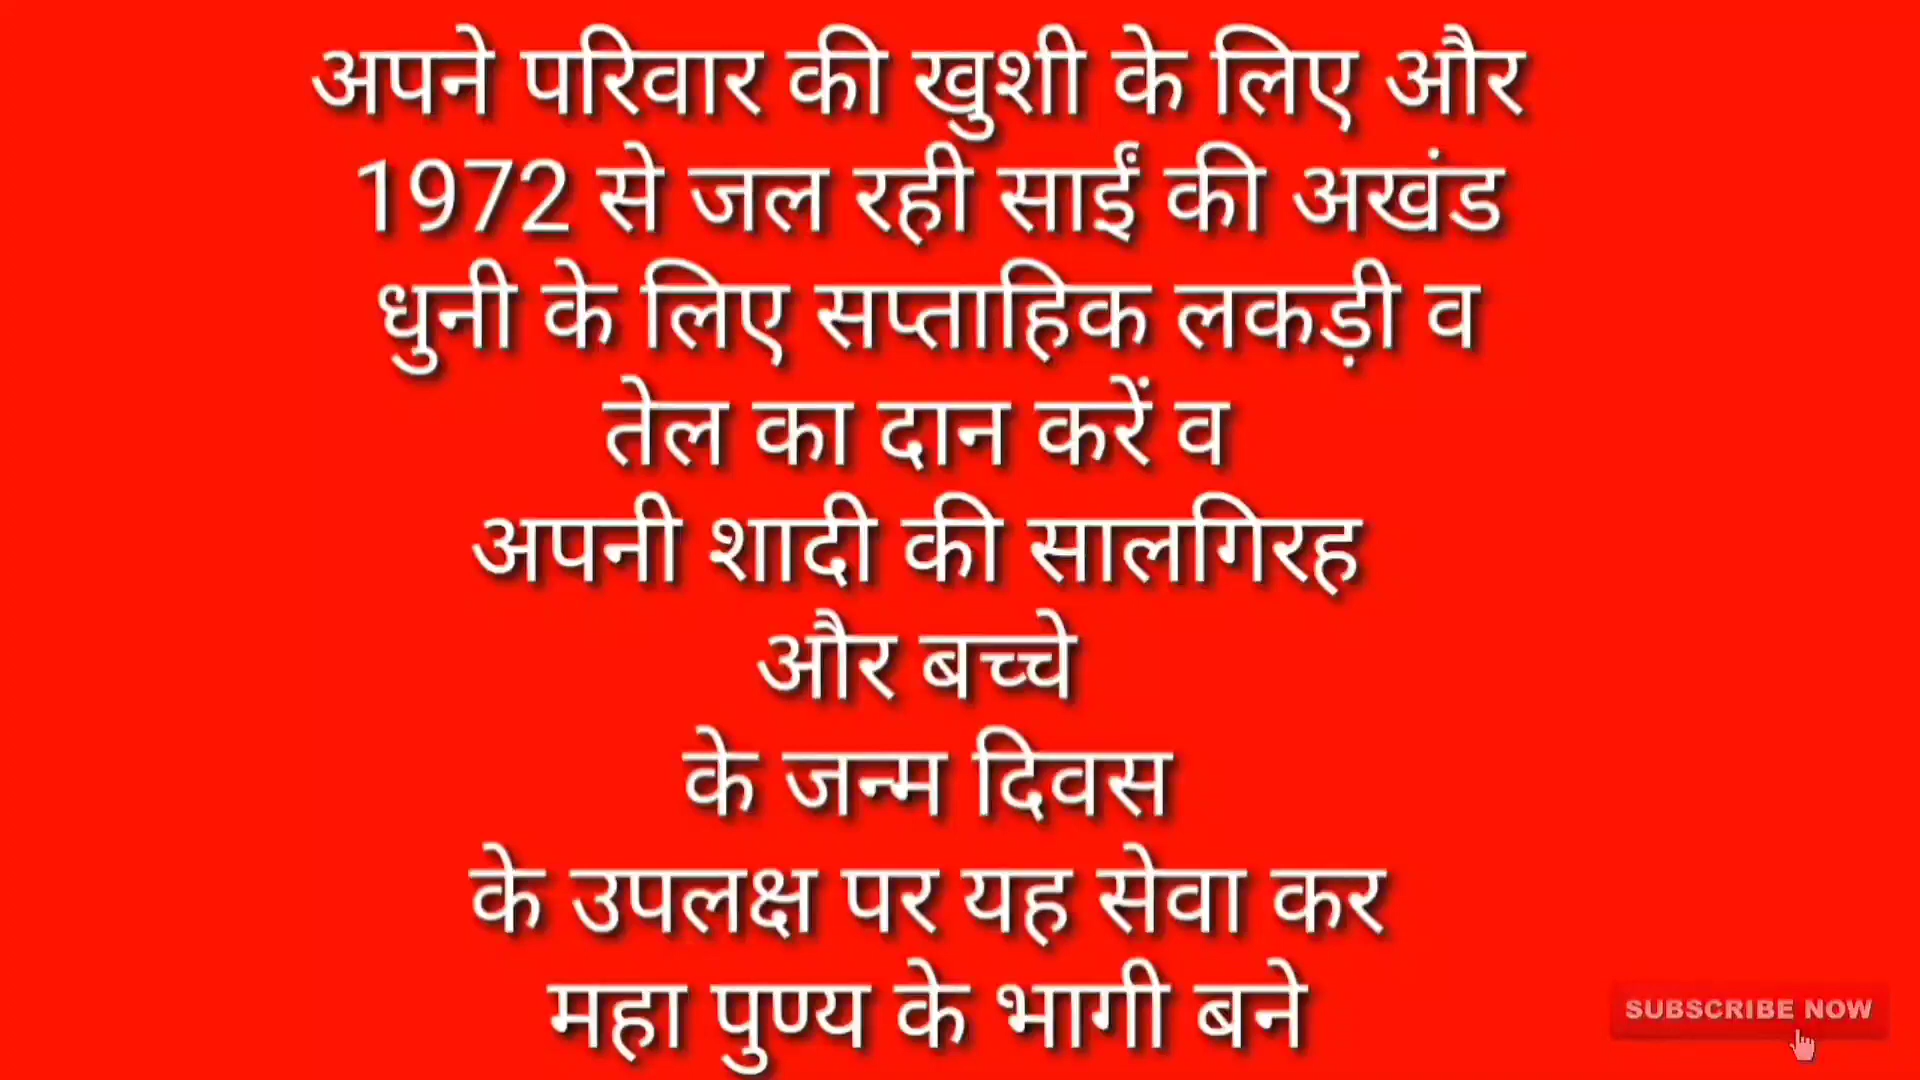 अपने परिवार की खुशी के लिए और
1972 से जल रही साईं की अखंड
धुनी के लिए सप्ताहिक लकड़ी व
तेल का दान करें व
अपनी शादी की सालगिरह
और बच्चे
के जन्म दिवस
के उपलक्ष पर यह सेवा कर
महा पुण्य के भागी बने
SUBSCRIBE NOW